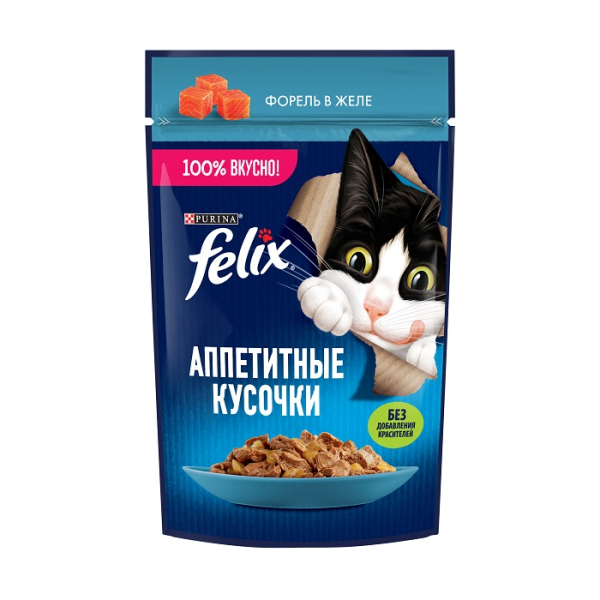 ФОРЕЛЬ В ЖЕЛЕ
100% ВКУСНО!
PURINA®
felix®
АППЕТИТНЫЕ
КУСОЧКИ
БЕЗ
ДОБАВЛЕНИЯ
КРАСИТЕЛЕЙ